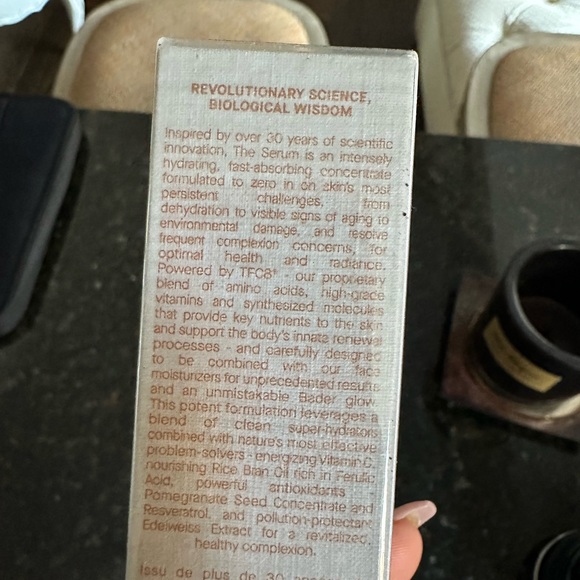 REVOLUTIONARY SCIENCE,
BIOLOGICAL WISDOM
Inspired by over 30 years of scientific
innovation, The Serum is an intensely
hydrating, fast-absorbing concentrate
formulated to zero in on skin's most
persistent challenges, from
dehydration to visible signs of aging to
environmental damage, and resolve
frequent complexion concerns, for
optimal health and radiance.
Powered by TFC8® - our proprietary
blend of amino acids, high-grade
vitamins and synthesized molecules
that provide key nutrients to the skin
and support the body's innate renewal
processes - and carefully designed
to be combined with our face
moisturizers for unprecedented results
and an unmistakable Bader glow.
This potent formulation leverages a
blend of clean super-hydrators
combined with nature's most effective
problem-solvers - energizing Vitamin C,
nourishing Rice Bran Oil rich in Ferulic
Acid, powerful antioxidants
Pomegranate Seed Concentrate and
Resveratrol, and pollution-protectant
Edelweiss Extract for a revitalized,
healthy complexion.
Issu de plus de 30